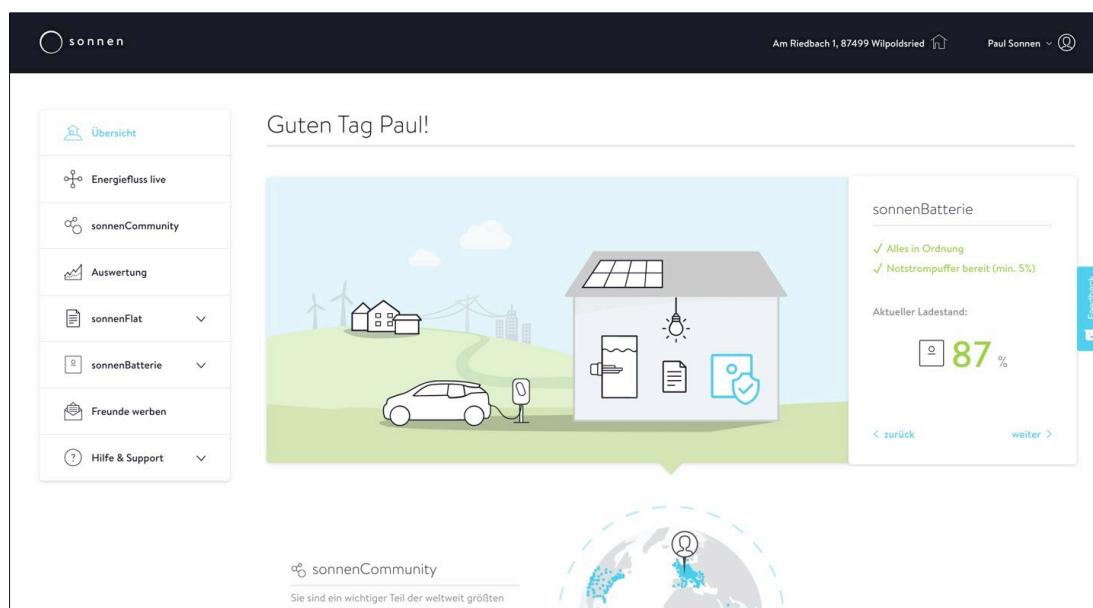 sonnen
Am Riedbach 1, 87499 Wilpoldsried
Paul Sonnen
Übersicht
Energiefluss live
sonnenCommunity
Auswertung
sonnenFlat
sonnenBatterie
Freunde werben
Hilfe & Support
Guten Tag Paul!
sonnenBatterie
Alles in Ordnung
Notstrompuffer bereit (min. 5%)
Aktueller Ladestand:
87 %
< zurück
weiter >
Feedback
sonnenCommunity
Sie sind ein wichtiger Teil der weltweit größten